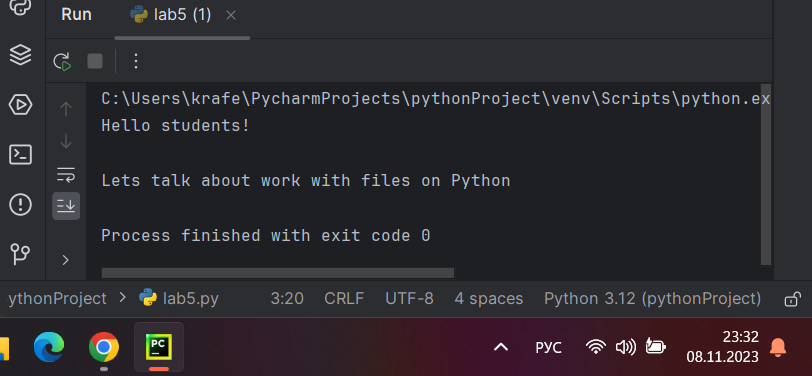 Run lab5 (1)
C:\Users\krafe\PycharmProjects\pythonProject\venv\Scripts\python.ex
Hello students!
Lets talk about work with files on Python
Process finished with exit code 0
ythonProject > lab5.py 3:20 CRLF UTF-8 4 spaces Python 3.12 (pythonProject)
PC
РУС
23:32
08.11.2023